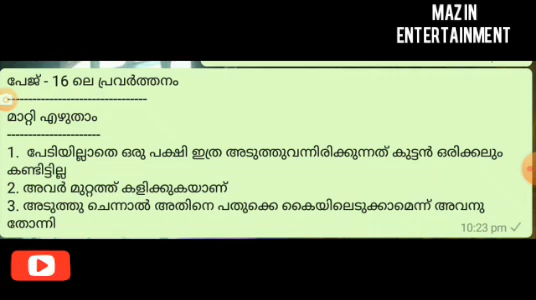 MAZIN
ENTERTAINMENT
പേജ് - 16 ലെ പ്രവർത്തനം
--------------------------------
മാറ്റി എഴുതാം
---------------------
1. പേടിയില്ലാതെ ഒരു പക്ഷി ഇത്ര അടുത്തുവന്നിരിക്കുന്നത് കുട്ടൻ ഒരിക്കലും
കണ്ടിട്ടില്ല
2. അവർ മുറ്റത്ത് കളിക്കുകയാണ്
3. അടുത്തു ചെന്നാൽ അതിനെ പതുക്കെ കൈയിലെടുക്കാമെന്ന് അവനു
തോന്നി
10:23 pm